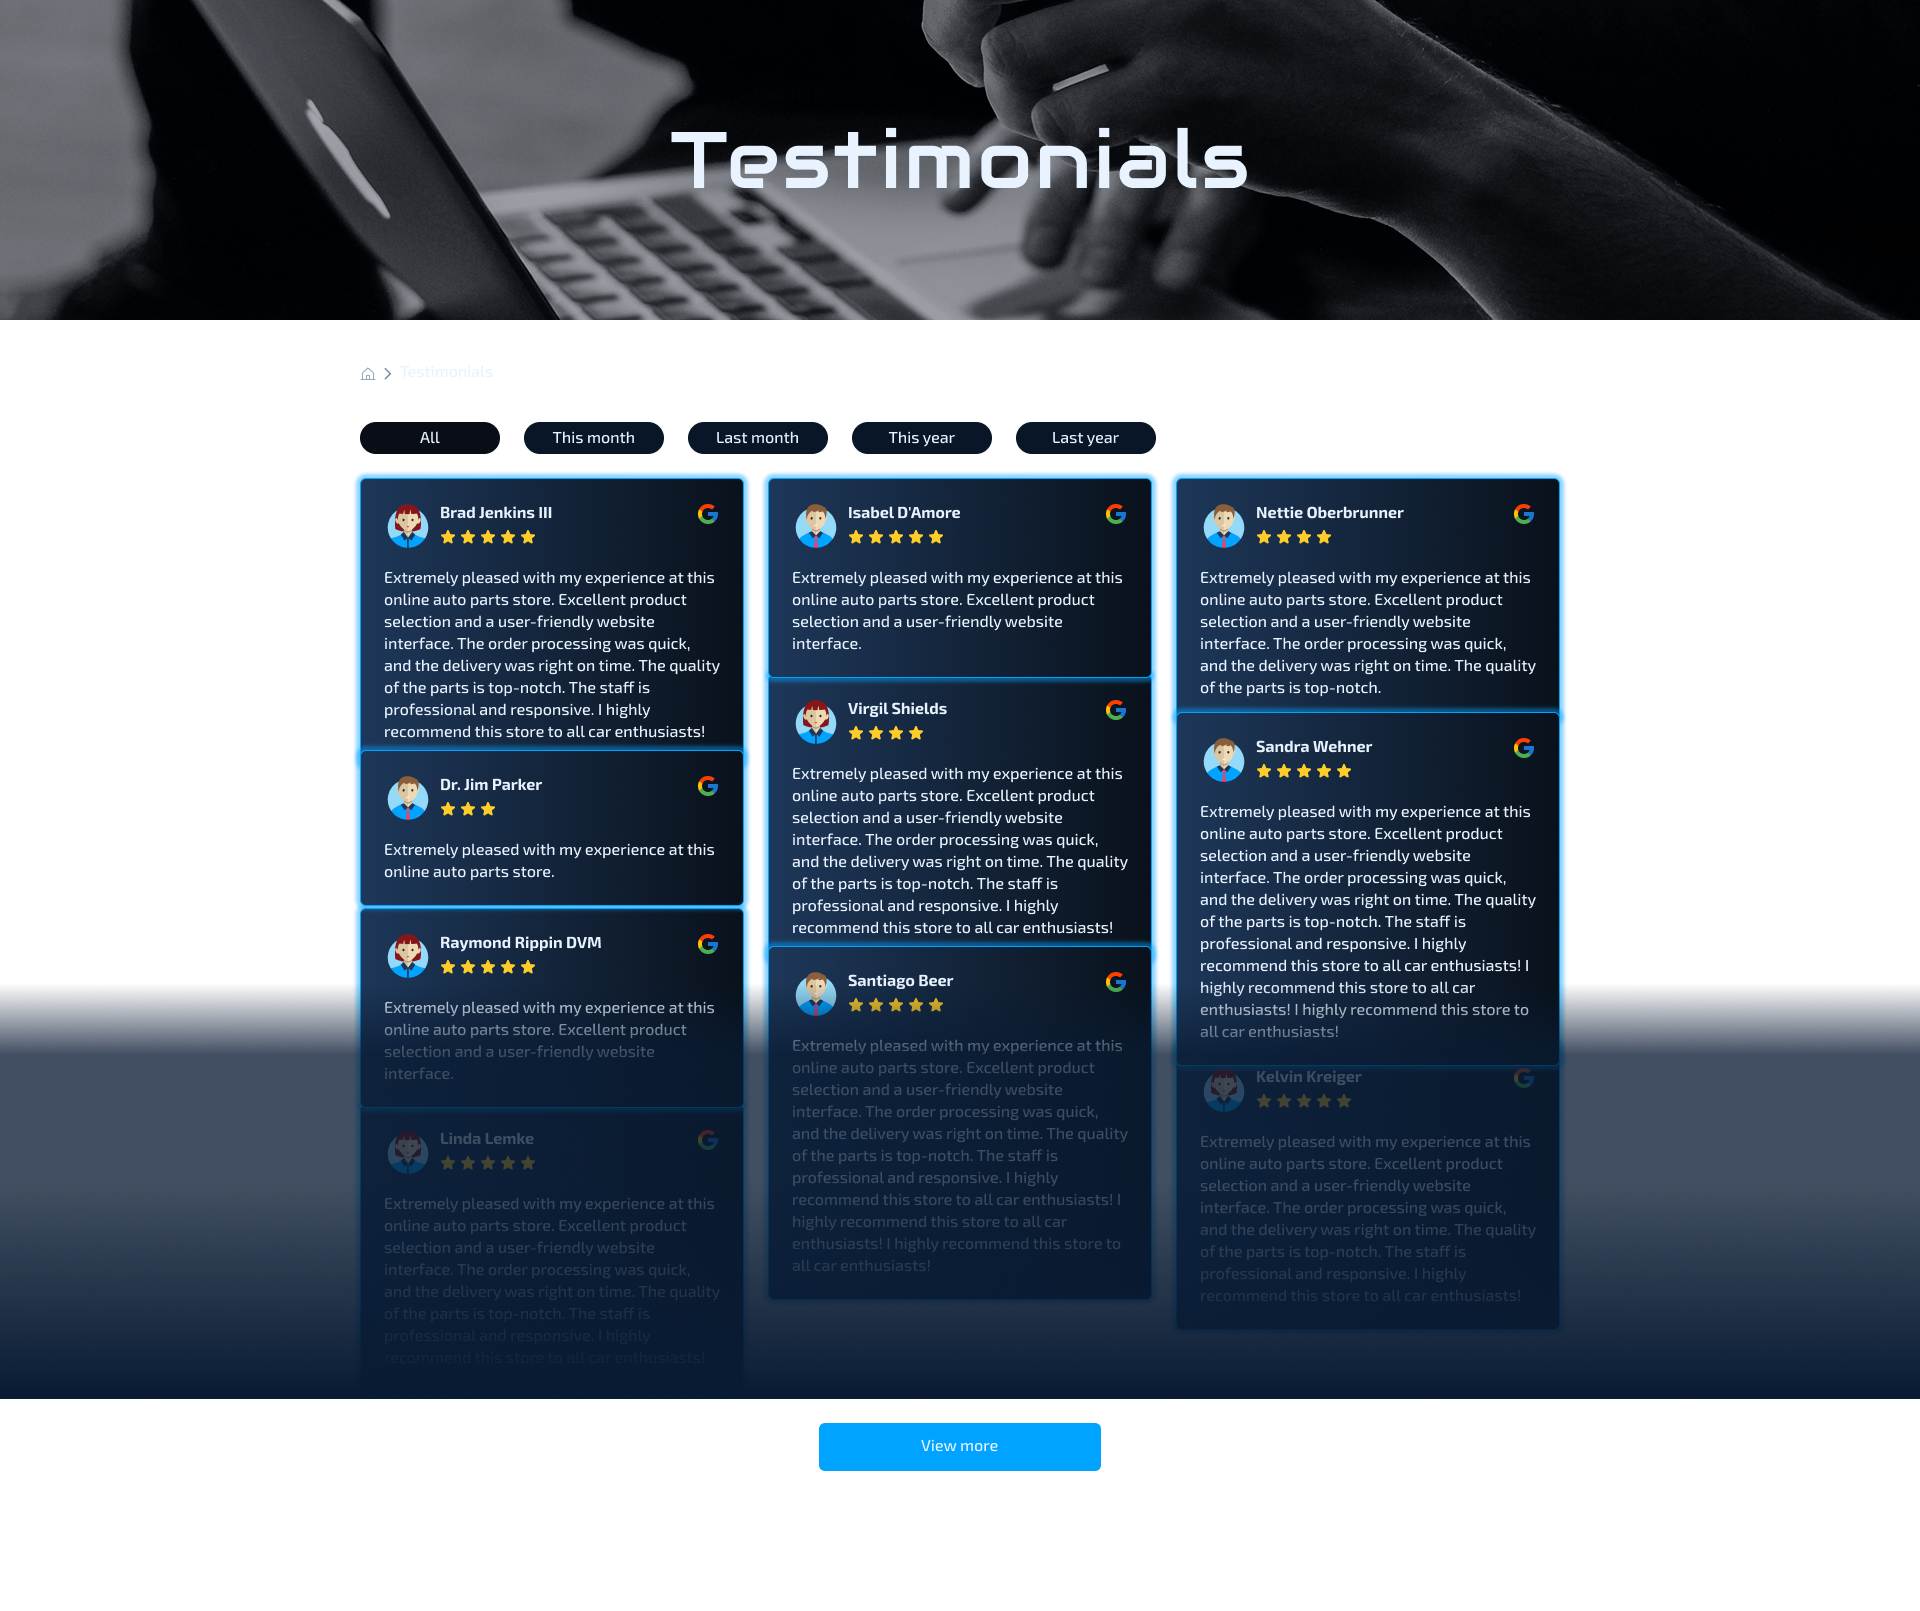 Testimonials
Testimonials
All
This month
Last month
This year
Last year
Brad Jenkins III
Extremely pleased with my experience at this
online auto parts store. Excellent product
selection and a user-friendly website
interface. The order processing was quick,
and the delivery was right on time. The quality
of the parts is top-notch. The staff is
professional and responsive. I highly
recommend this store to all car enthusiasts!
Dr. Jim Parker
Extremely pleased with my experience at this
online auto parts store.
Raymond Rippin DVM
Extremely pleased with my experience at this
online auto parts store. Excellent product
selection and a user-friendly website
interface.
Linda Lemke
Extremely pleased with my experience at this
online auto parts store. Excellent product
selection and a user-friendly website
interface. The order processing was quick,
and the delivery was right on time. The quality
of the parts is top-notch. The staff is
professional and responsive. I highly
recommend this store to all car enthusiasts!
Isabel D'Amore
Extremely pleased with my experience at this
online auto parts store. Excellent product
selection and a user-friendly website
interface.
Virgil Shields
Extremely pleased with my experience at this
online auto parts store. Excellent product
selection and a user-friendly website
interface. The order processing was quick,
and the delivery was right on time. The quality
of the parts is top-notch. The staff is
professional and responsive. I highly
recommend this store to all car enthusiasts!
Santiago Beer
Extremely pleased with my experience at this
online auto parts store. Excellent product
selection and a user-friendly website
interface. The order processing was quick,
and the delivery was right on time. The quality
of the parts is top-notch. The staff is
professional and responsive. I highly
recommend this store to all car enthusiasts! I
highly recommend this store to all car
enthusiasts! I highly recommend this store to
all car enthusiasts!
Nettie Oberbrunner
Extremely pleased with my experience at this
online auto parts store. Excellent product
selection and a user-friendly website
interface. The order processing was quick,
and the delivery was right on time. The quality
of the parts is top-notch.
Sandra Wehner
Extremely pleased with my experience at this
online auto parts store. Excellent product
selection and a user-friendly website
interface. The order processing was quick,
and the delivery was right on time. The quality
of the parts is top-notch. The staff is
professional and responsive. I highly
recommend this store to all car enthusiasts! I
highly recommend this store to all car
enthusiasts! I highly recommend this store to
all car enthusiasts!
Kelvin Kreiger
Extremely pleased with my experience at this
online auto parts store. Excellent product
selection and a user-friendly website
interface. The order processing was quick,
and the delivery was right on time. The quality
of the parts is top-notch. The staff is
professional and responsive. I highly
recommend this store to all car enthusiasts!
View more